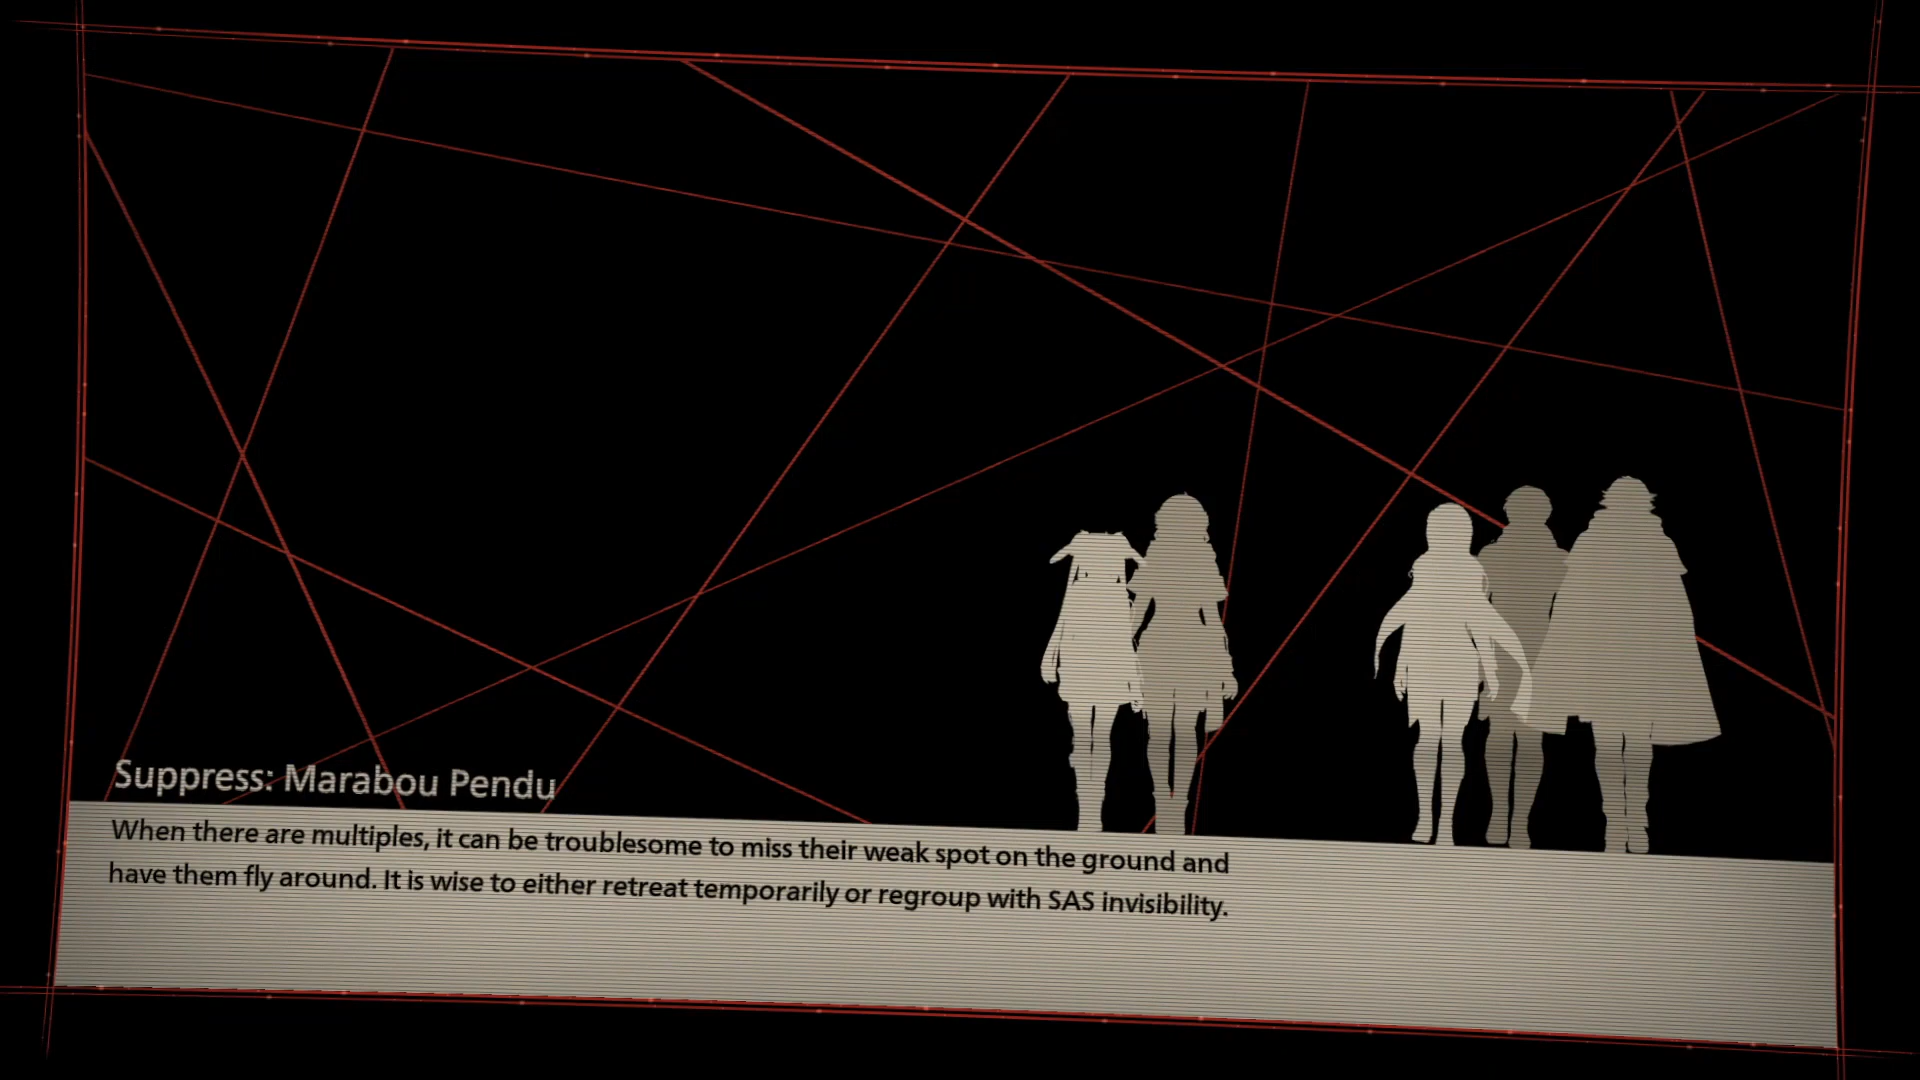 Suppress: Marabou Pendu
When there are multiples, it can be troublesome to miss their weak spot on the ground and
have them fly around. It is wise to either retreat temporarily or regroup with SAS invisibility.